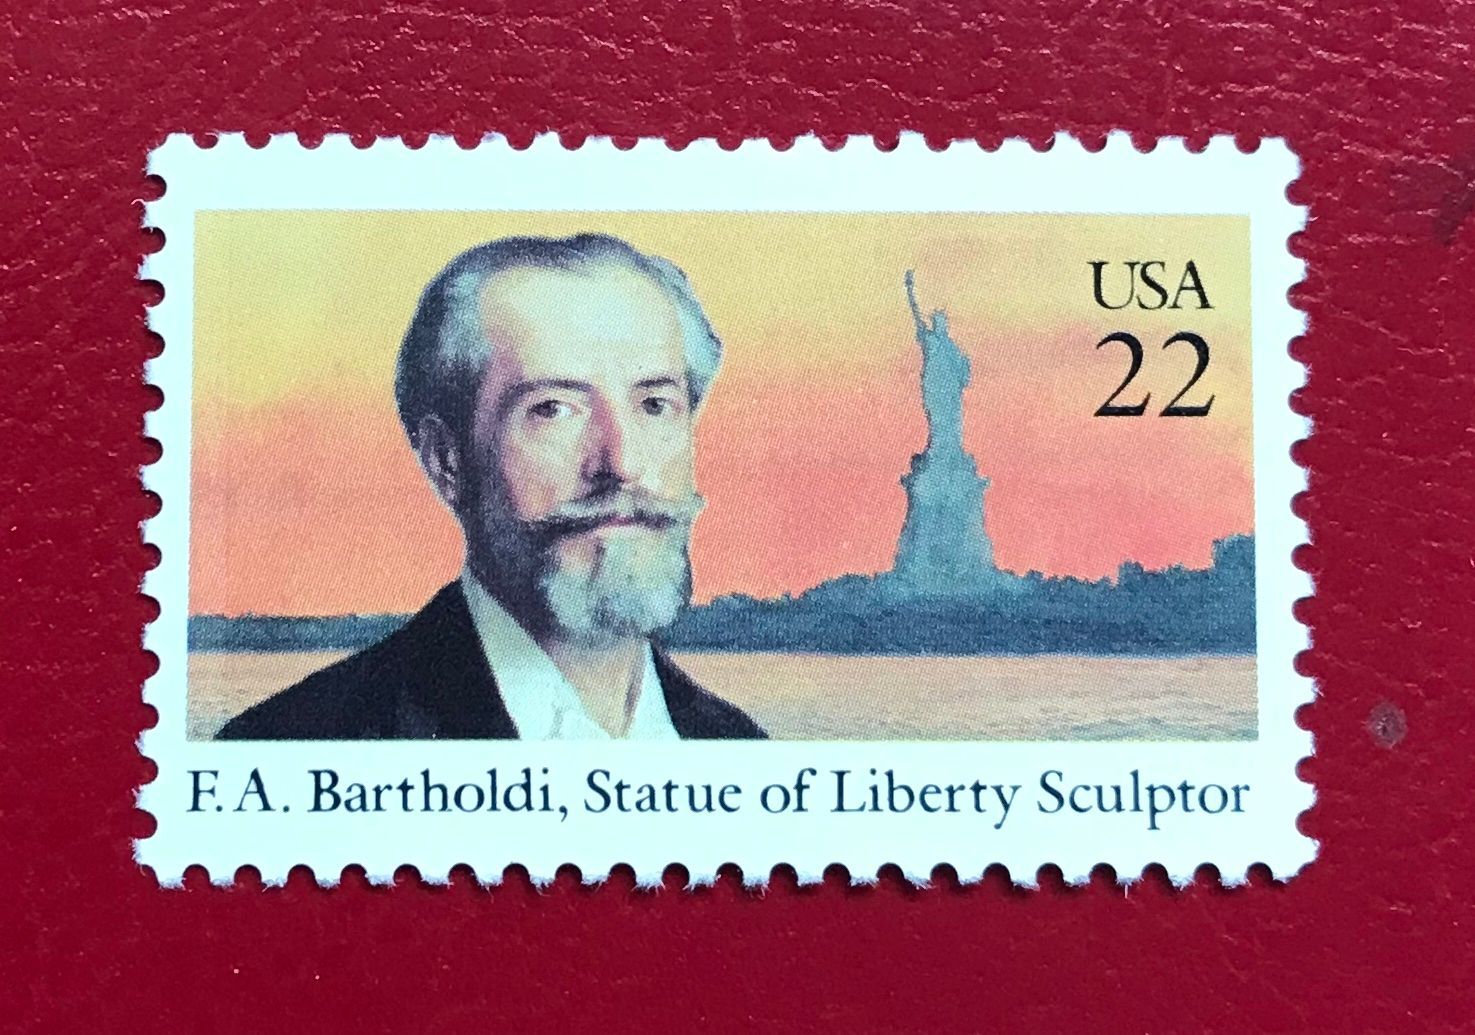 USA
22
F. A. Bartholdi, Statue of Liberty Sculptor